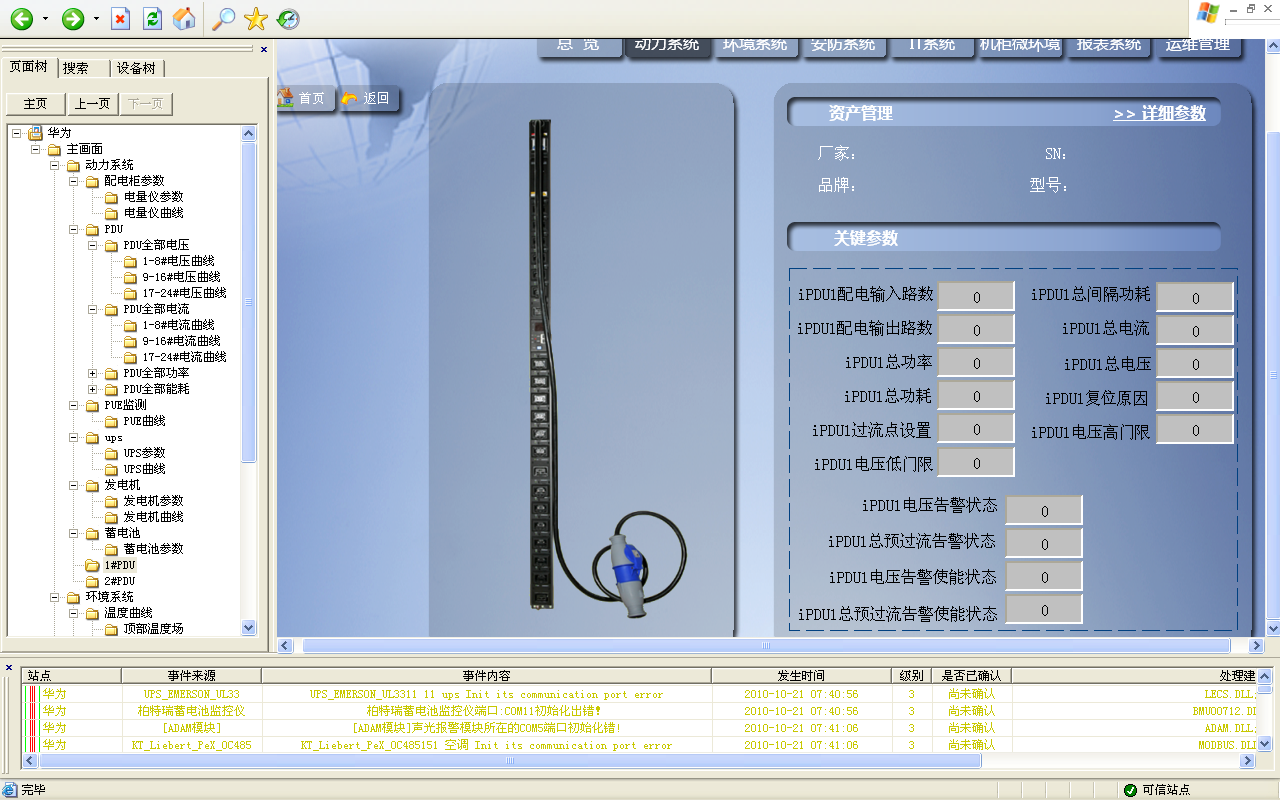 总 览 动力系统 环境系统 安防系统 IT系统 机柜微环境 报表系统 运维管理
页面树 搜索 设备树
主页 上一页 下一页
首页 返回
华为
主画面
动力系统
配电柜参数
电量仪参数
电量仪曲线
PDU
PDU全部电压
1-8#电压曲线
9-16#电压曲线
17-24#电压曲线
PDU全部电流
1-8#电流曲线
9-16#电流曲线
17-24#电流曲线
PDU全部功率
PDU全部能耗
PUE监测
PUE曲线
ups
UPS参数
UPS曲线
发电机
发电机参数
发电机曲线
蓄电池
蓄电池参数
1#PDU
2#PDU
环境系统
温度曲线
顶部温度场
资产管理 >> 详细参数
厂家: SN:
品牌: 型号:
关键参数
iPDU1配电输入路数 0 iPDU1总间隔功耗 0
iPDU1配电输出路数 0 iPDU1总电流 0
iPDU1总功率 0 iPDU1总电压 0
iPDU1总功耗 0 iPDU1复位原因 0
iPDU1过流点设置 0 iPDU1电压高门限 0
iPDU1电压低门限 0
iPDU1电压告警状态 0
iPDU1总预过流告警状态 0
iPDU1电压告警使能状态 0
iPDU1总预过流告警使能状态 0
站点 事件来源 事件内容 发生时间 级别 是否已确认 处理建
华为 UPS_EMERSON_UL33 UPS_EMERSON_UL3311 11 ups Init its communication port error 2010-10-21 07:40:56 3 尚未确认 LECS.DLL;
华为 柏特瑞蓄电池监控仪 柏特瑞蓄电池监控仪端口:COM11初始化出错! 2010-10-21 07:40:56 3 尚未确认 BMU00712.DI
华为 [ADAM模块] [ADAM模块]声光报警模块所在的COM5端口初始化错! 2010-10-21 07:41:06 3 尚未确认 ADAM.DLL;
华为 KT_Liebert_PeX_OC485 KT_Liebert_PeX_OC485151 空调 Init its communication port error 2010-10-21 07:41:06 3 尚未确认 MODBUS.DLI
完毕 可信站点